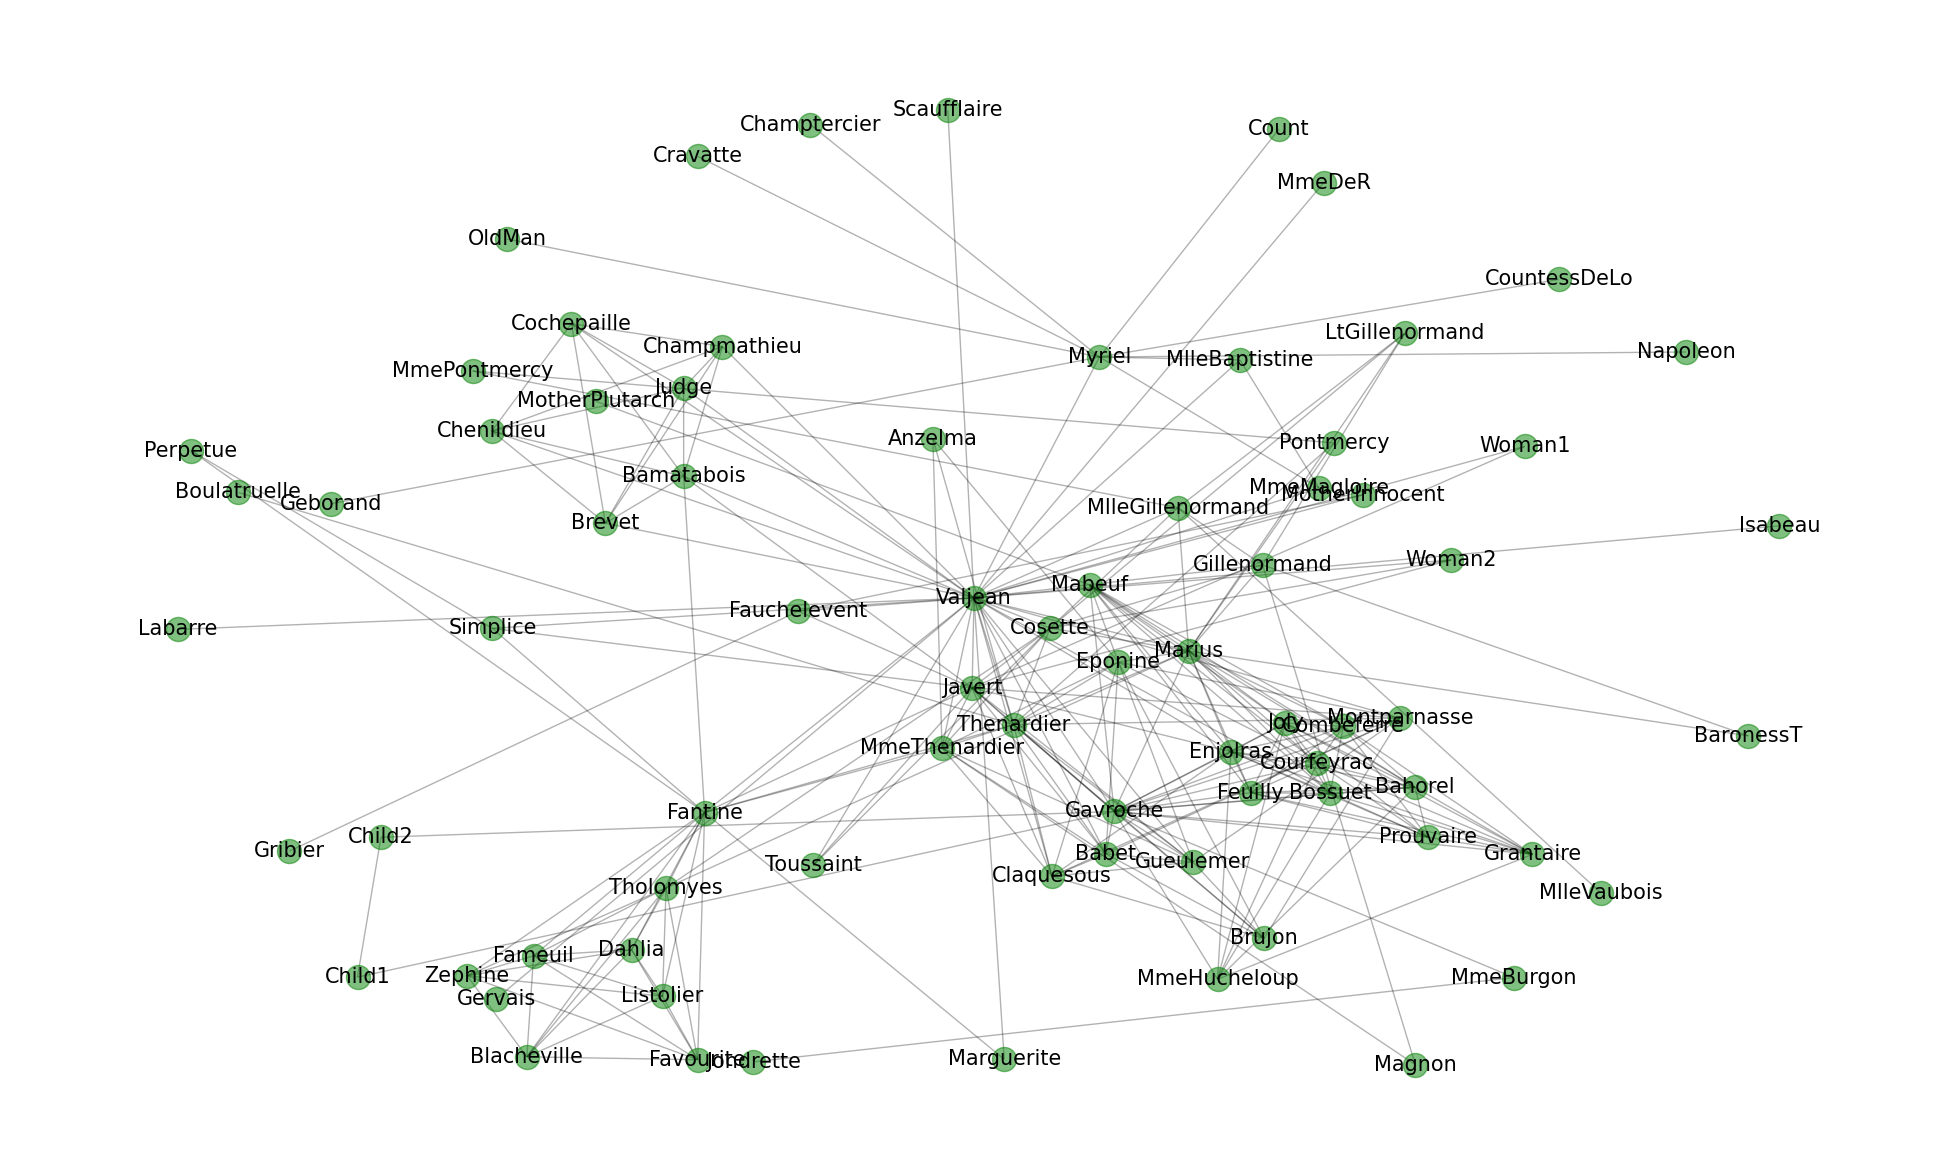 Scaufflaire
Champtercier
Count
Cravatte
MmeDeR
OldMan
CountessDeLo
Cochepaille
LtGillenormand
Champmathieu
Napoleon
Myriel
MlleBaptistine
MmePontmercy
Judge
MotherPlutarch
Chenildieu
Anzelma
Pontmercy
Woman1
Perpetue
Bamatabois
MmeMagloire
Boulatruelle
MotherInnocent
Geborand
MlleGillenormand
Brevet
Isabeau
Woman2
Gillenormand
Mabeuf
Valjean
Fauchelevent
Labarre
Simplice
Cosette
Marius
Eponine
Javert
Montparnasse
Thenardier
Joly
Combeferre
BaronessT
MmeThenardier
Enjolras
Courfeyrac
Bahorel
Feuilly
Bossuet
Gavroche
Fantine
Child2
Prouvaire
Gribier
Babet
Grantaire
Gueulemer
Toussaint
Claquesous
Tholomyes
MlleVaubois
Brujon
Dahlia
Fameuil
Zephine
Child1
MmeHucheloup
MmeBurgon
Listolier
Gervais
Blacheville
Favourite
Jondrette
Marguerite
Magnon